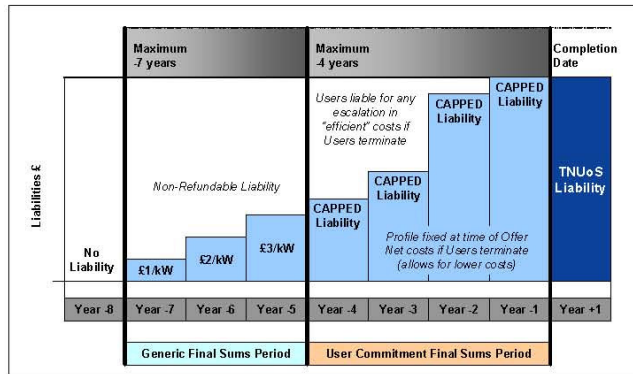 Maximum
-7 years
Maximum
-4 years
Completion
Date
Liabilities £
No
Liability
£1/kW
£2/kW
£3/kW
Non-Refundable Liability
Users liable for any
escalation in
"efficient" costs if
Users terminate
CAPPED
Liability
CAPPED
Liability
CAPPED
Liability
CAPPED
Liability
Profile fixed at time of Offer
Net costs if Users terminate
(allows for lower costs)
TNUoS
Liability
Year -8
Year -7
Year -6
Year -5
Year -4
Year -3
Year -2
Year -1
Year +1
Generic Final Sums Period
User Commitment Final Sums Period